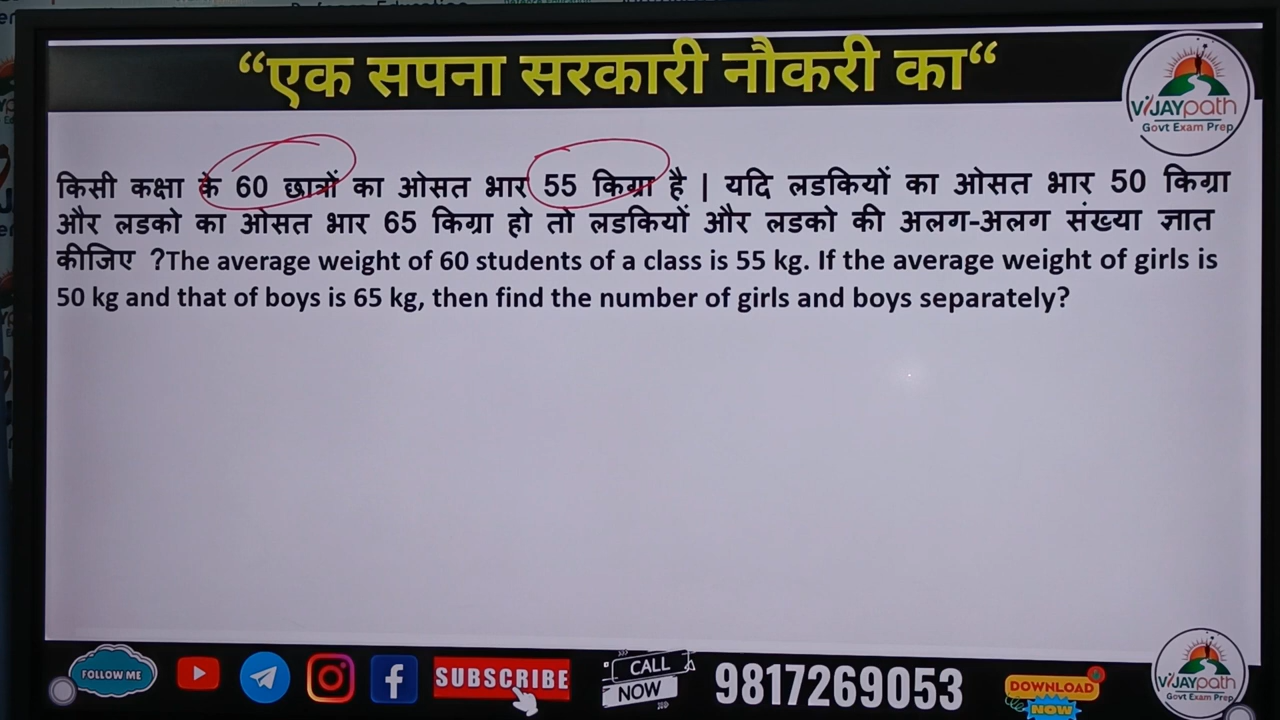 “एक सपना सरकारी नौकरी का“
VIJAYpath
Govt Exam Prep
किसी कक्षा के 60 छात्रों का ओसत भार 55 किग्रा है | यदि लडकियों का ओसत भार 50 किग्रा
और लडको का ओसत भार 65 किग्रा हो तो लडकियों और लडको की अलग-अलग संख्या ज्ञात
कीजिए ?The average weight of 60 students of a class is 55 kg. If the average weight of girls is
50 kg and that of boys is 65 kg, then find the number of girls and boys separately?
FOLLOW ME
SUBSCRIBE
CALL
NOW
9817269053
DOWNLOAD
NOW
VIJAYpath
Govt Exam Prep